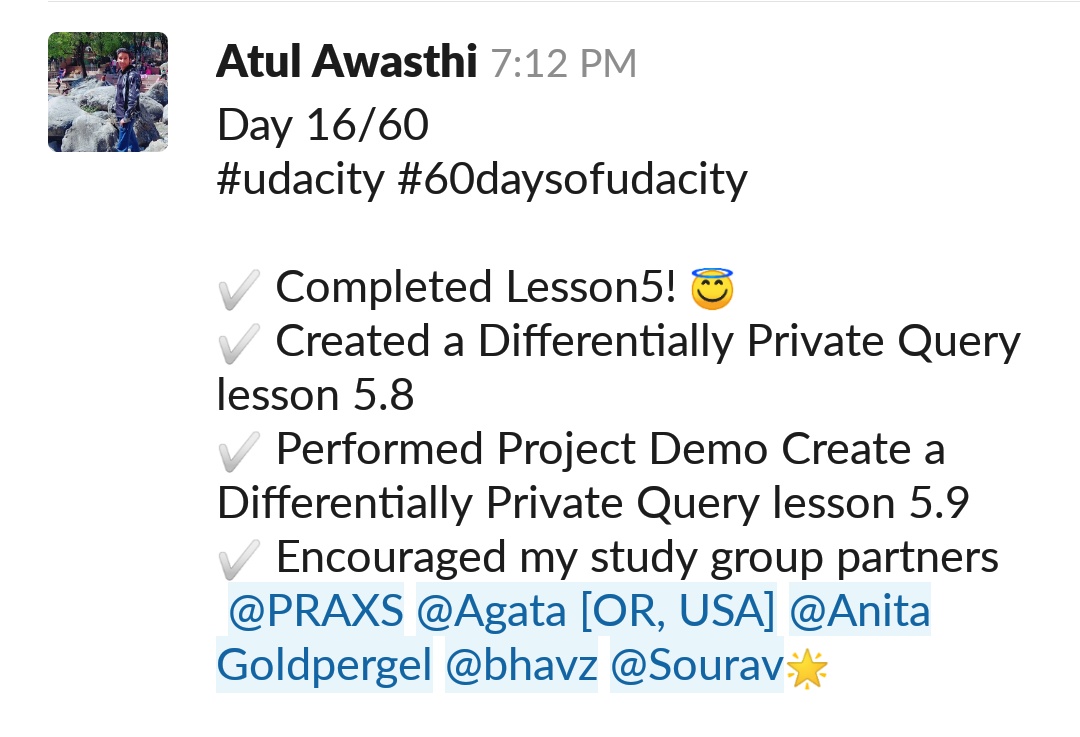 Atul Awasthi 7:12 PM
Day 16/60
#udacity #60daysofudacity
✔️ Completed Lesson5! 😇
✔️ Created a Differentially Private Query
lesson 5.8
✔️ Performed Project Demo Create a
Differentially Private Query lesson 5.9
✔️ Encouraged my study group partners
@PRAXS @Agata [OR, USA] @Anita
Goldpergel @bhavz @Sourav🌟